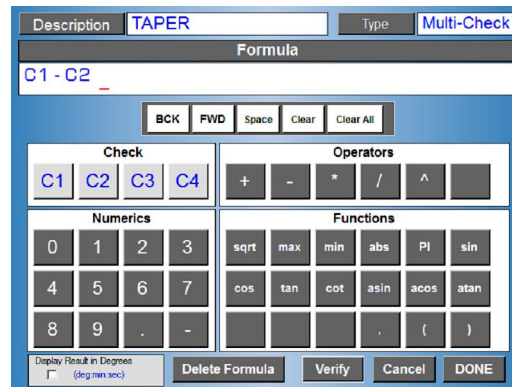 Description TAPER Type Multi-Check
Formula
C1 - C2 _
BCK FWD Space Clear Clear All
Check Operators
C1 C2 C3 C4 + - * / ^
Numerics Functions
0 1 2 3 sqrt max min abs PI sin
4 5 6 7 cos tan cot asin acos atan
8 9 . - , ( )
Display Result in Degrees
(deg:min:sec)
Delete Formula Verify Cancel DONE